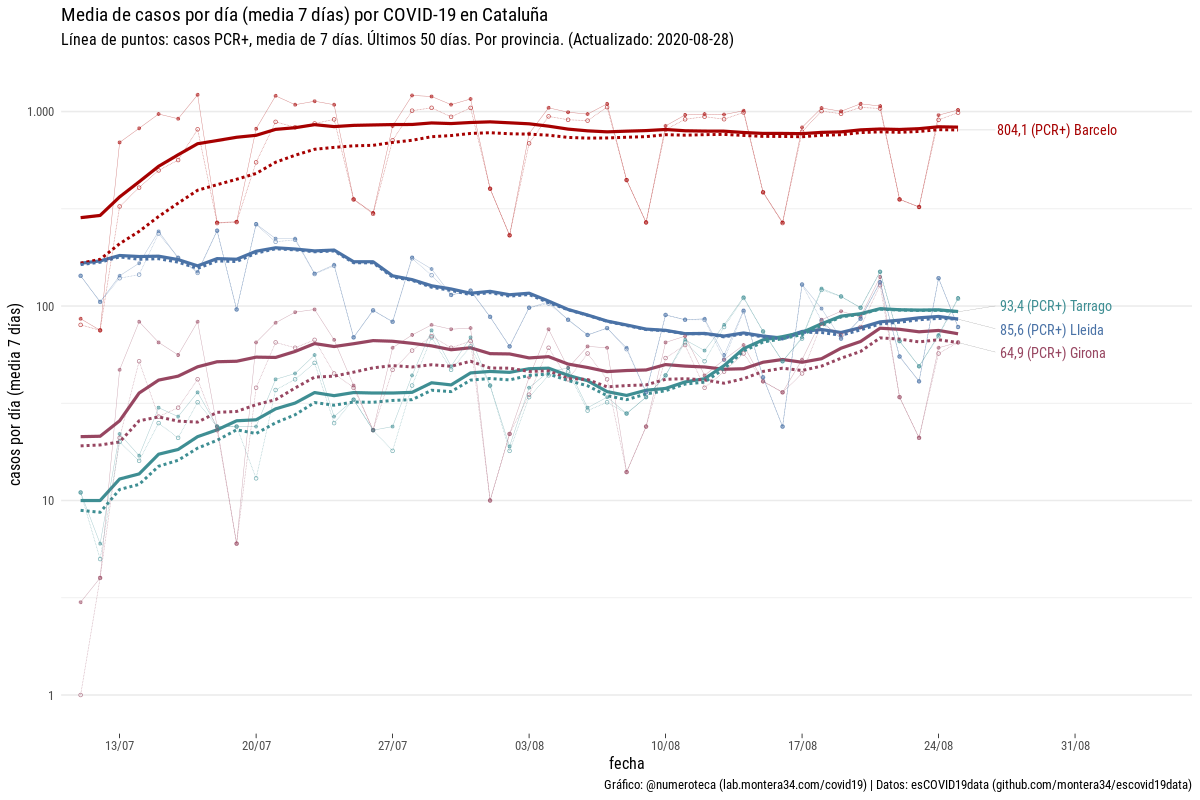 Media de casos por día (media 7 días) por COVID-19 en Cataluña
Línea de puntos: casos PCR+, media de 7 días. Últimos 50 días. Por provincia. (Actualizado: 2020-08-28)
casos por día (media 7 días)
1.000
100
10
1
804,1 (PCR+) Barcelo
93,4 (PCR+) Tarrago
85,6 (PCR+) Lleida
64,9 (PCR+) Girona
13/07 20/07 27/07 03/08 10/08 17/08 24/08 31/08
fecha
Gráfico: @numeroteca (lab.montera34.com/covid19) | Datos: esCOVID19data (github.com/montera34/escovid19data)